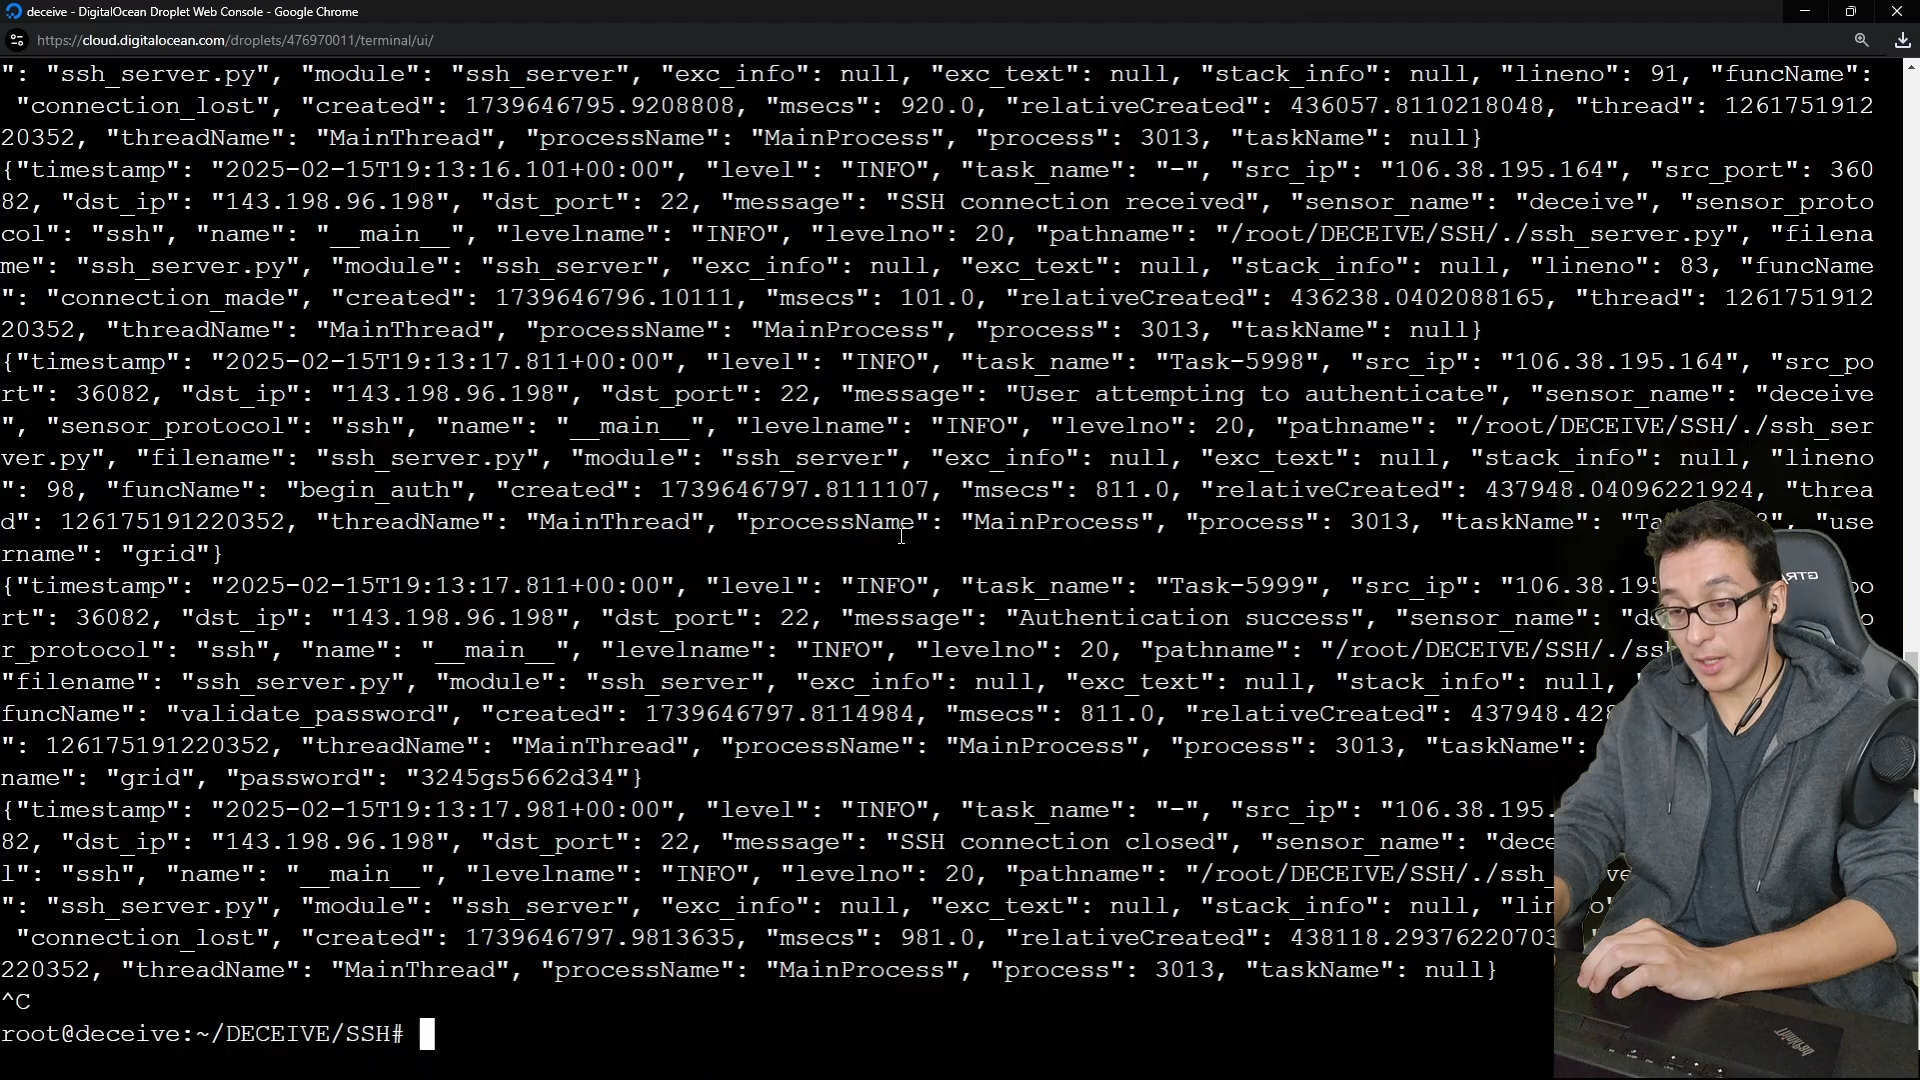 deceive - DigitalOcean Droplet Web Console - Google Chrome
https://cloud.digitalocean.com/droplets/476970011/terminal/ui/
": "ssh_server.py", "module": "ssh_server", "exc_info": null, "exc_text": null, "stack_info": null, "lineno": 91, "funcName":
"connection_lost", "created": 1739646795.9208808, "msecs": 920.0, "relativeCreated": 436057.8110218048, "thread": 1261751912
20352, "threadName": "MainThread", "processName": "MainProcess", "process": 3013, "taskName": null}
{"timestamp": "2025-02-15T19:13:16.101+00:00", "level": "INFO", "task_name": "-", "src_ip": "106.38.195.164", "src_port": 360
82, "dst_ip": "143.198.96.198", "dst_port": 22, "message": "SSH connection received", "sensor_name": "deceive", "sensor_proto
col": "ssh", "name": "__main__", "levelname": "INFO", "levelno": 20, "pathname": "/root/DECEIVE/SSH/./ssh_server.py", "filena
me": "ssh_server.py", "module": "ssh_server", "exc_info": null, "exc_text": null, "stack_info": null, "lineno": 83, "funcName
": "connection_made", "created": 1739646796.10111, "msecs": 101.0, "relativeCreated": 436238.0402088165, "thread": 1261751912
20352, "threadName": "MainThread", "processName": "MainProcess", "process": 3013, "taskName": null}
{"timestamp": "2025-02-15T19:13:17.811+00:00", "level": "INFO", "task_name": "Task-5998", "src_ip": "106.38.195.164", "src_po
rt": 36082, "dst_ip": "143.198.96.198", "dst_port": 22, "message": "User attempting to authenticate", "sensor_name": "deceive
", "sensor_protocol": "ssh", "name": "__main__", "levelname": "INFO", "levelno": 20, "pathname": "/root/DECEIVE/SSH/./ssh_ser
ver.py", "filename": "ssh_server.py", "module": "ssh_server", "exc_info": null, "exc_text": null, "stack_info": null, "lineno
": 98, "funcName": "begin_auth", "created": 1739646797.8111107, "msecs": 811.0, "relativeCreated": 437948.04096221924, "threa
d": 126175191220352, "threadName": "MainThread", "processName": "MainProcess", "process": 3013, "taskName": "Ta ", "use
rname": "grid"}
{"timestamp": "2025-02-15T19:13:17.811+00:00", "level": "INFO", "task_name": "Task-5999", "src_ip": "106.38.195
rt": 36082, "dst_ip": "143.198.96.198", "dst_port": 22, "message": "Authentication success", "sensor_name": "de
r_protocol": "ssh", "name": "__main__", "levelname": "INFO", "levelno": 20, "pathname": "/root/DECEIVE/SSH/./ss
"filename": "ssh_server.py", "module": "ssh_server", "exc_info": null, "exc_text": null, "stack_info": null,
funcName": "validate_password", "created": 1739646797.8114984, "msecs": 811.0, "relativeCreated": 437948.428
": 126175191220352, "threadName": "MainThread", "processName": "MainProcess", "process": 3013, "taskName":
name": "grid", "password": "3245gs5662d34"}
{"timestamp": "2025-02-15T19:13:17.981+00:00", "level": "INFO", "task_name": "-", "src_ip": "106.38.195.
82, "dst_ip": "143.198.96.198", "dst_port": 22, "message": "SSH connection closed", "sensor_name": "dece
l": "ssh", "name": "__main__", "levelname": "INFO", "levelno": 20, "pathname": "/root/DECEIVE/SSH/./ssh_
": "ssh_server.py", "module": "ssh_server", "exc_info": null, "exc_text": null, "stack_info": null, "lin
"connection_lost", "created": 1739646797.9813635, "msecs": 981.0, "relativeCreated": 438118.29376220703
220352, "threadName": "MainThread", "processName": "MainProcess", "process": 3013, "taskName": null}
^C
root@deceive:~/DECEIVE/SSH#